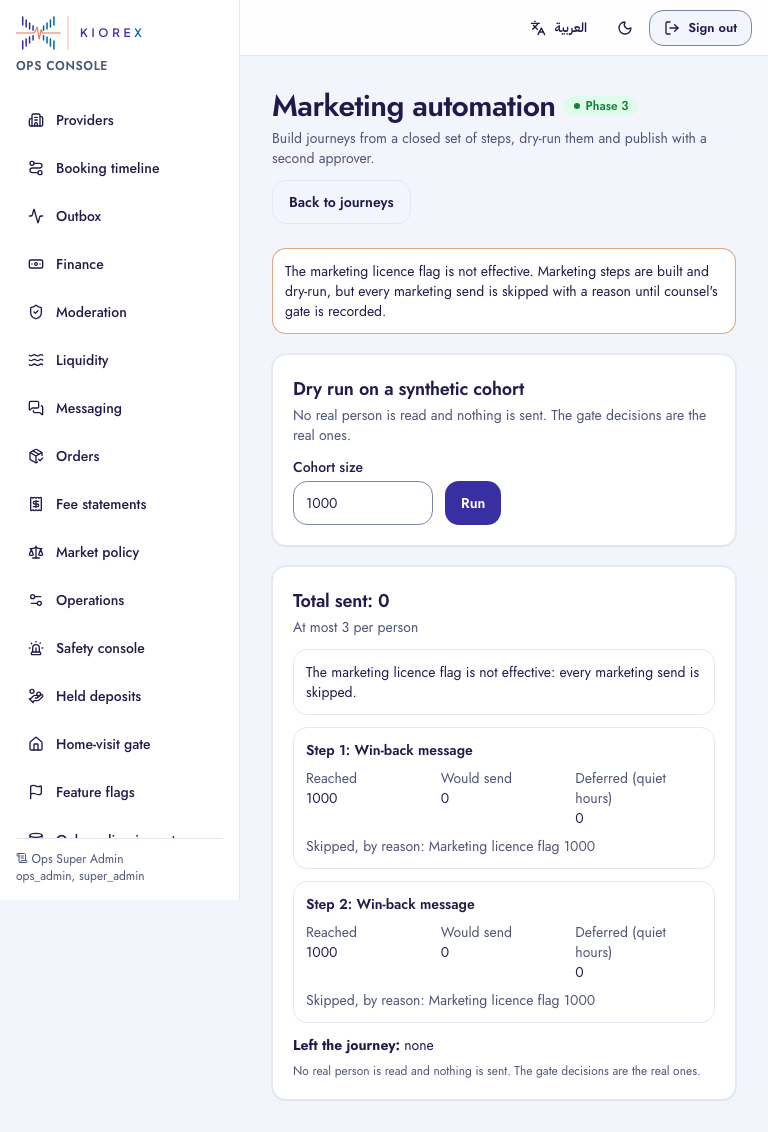 KIOREX
OPS CONSOLE
Providers
Booking timeline
Outbox
Finance
Moderation
Liquidity
Messaging
Orders
Fee statements
Market policy
Operations
Safety console
Held deposits
Home-visit gate
Feature flags
Ops Super Admin
ops_admin, super_admin
العربية
Sign out
Marketing automation
Phase 3
Build journeys from a closed set of steps, dry-run them and publish with a
second approver.
Back to journeys
The marketing licence flag is not effective. Marketing steps are built and
dry-run, but every marketing send is skipped with a reason until counsel's
gate is recorded.
Dry run on a synthetic cohort
No real person is read and nothing is sent. The gate decisions are the
real ones.
Cohort size
1000
Run
Total sent: 0
At most 3 per person
The marketing licence flag is not effective: every marketing send is
skipped.
Step 1: Win-back message
Reached
1000
Would send
0
Deferred (quiet
hours)
0
Skipped, by reason: Marketing licence flag 1000
Step 2: Win-back message
Reached
1000
Would send
0
Deferred (quiet
hours)
0
Skipped, by reason: Marketing licence flag 1000
Left the journey: none
No real person is read and nothing is sent. The gate decisions are the real ones.